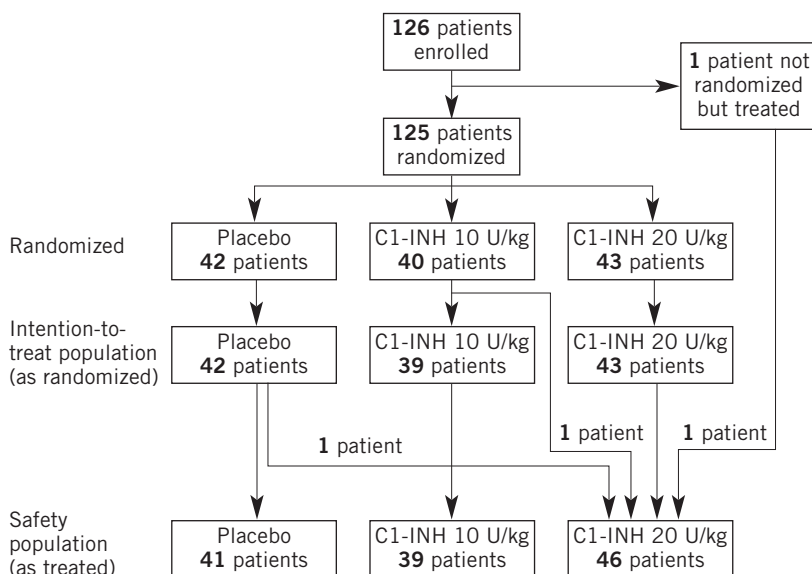 126 patients
enrolled
1 patient not
randomized
but treated
125 patients
randomized
Randomized
Placebo
42 patients
C1-INH 10 U/kg
40 patients
C1-INH 20 U/kg
43 patients
Intention-to-
treat population
(as randomized)
Placebo
42 patients
C1-INH 10 U/kg
39 patients
C1-INH 20 U/kg
43 patients
1 patient
1 patient
1 patient
Safety
population
(as treated)
Placebo
41 patients
C1-INH 10 U/kg
39 patients
C1-INH 20 U/kg
46 patients